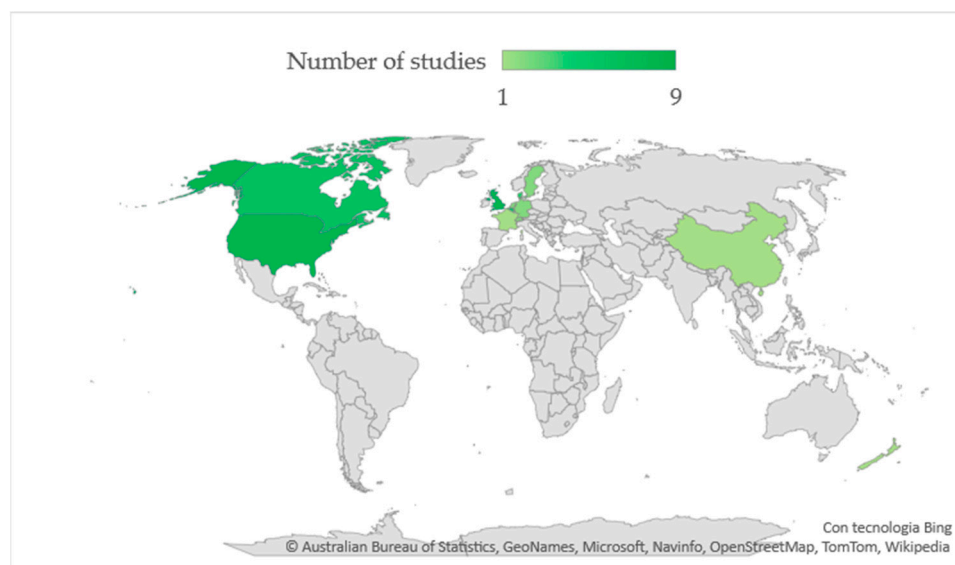 Number of studies
1 9
Con tecnologia Bing
© Australian Bureau of Statistics, GeoNames, Microsoft, Navinfo, OpenStreetMap, TomTom, Wikipedia